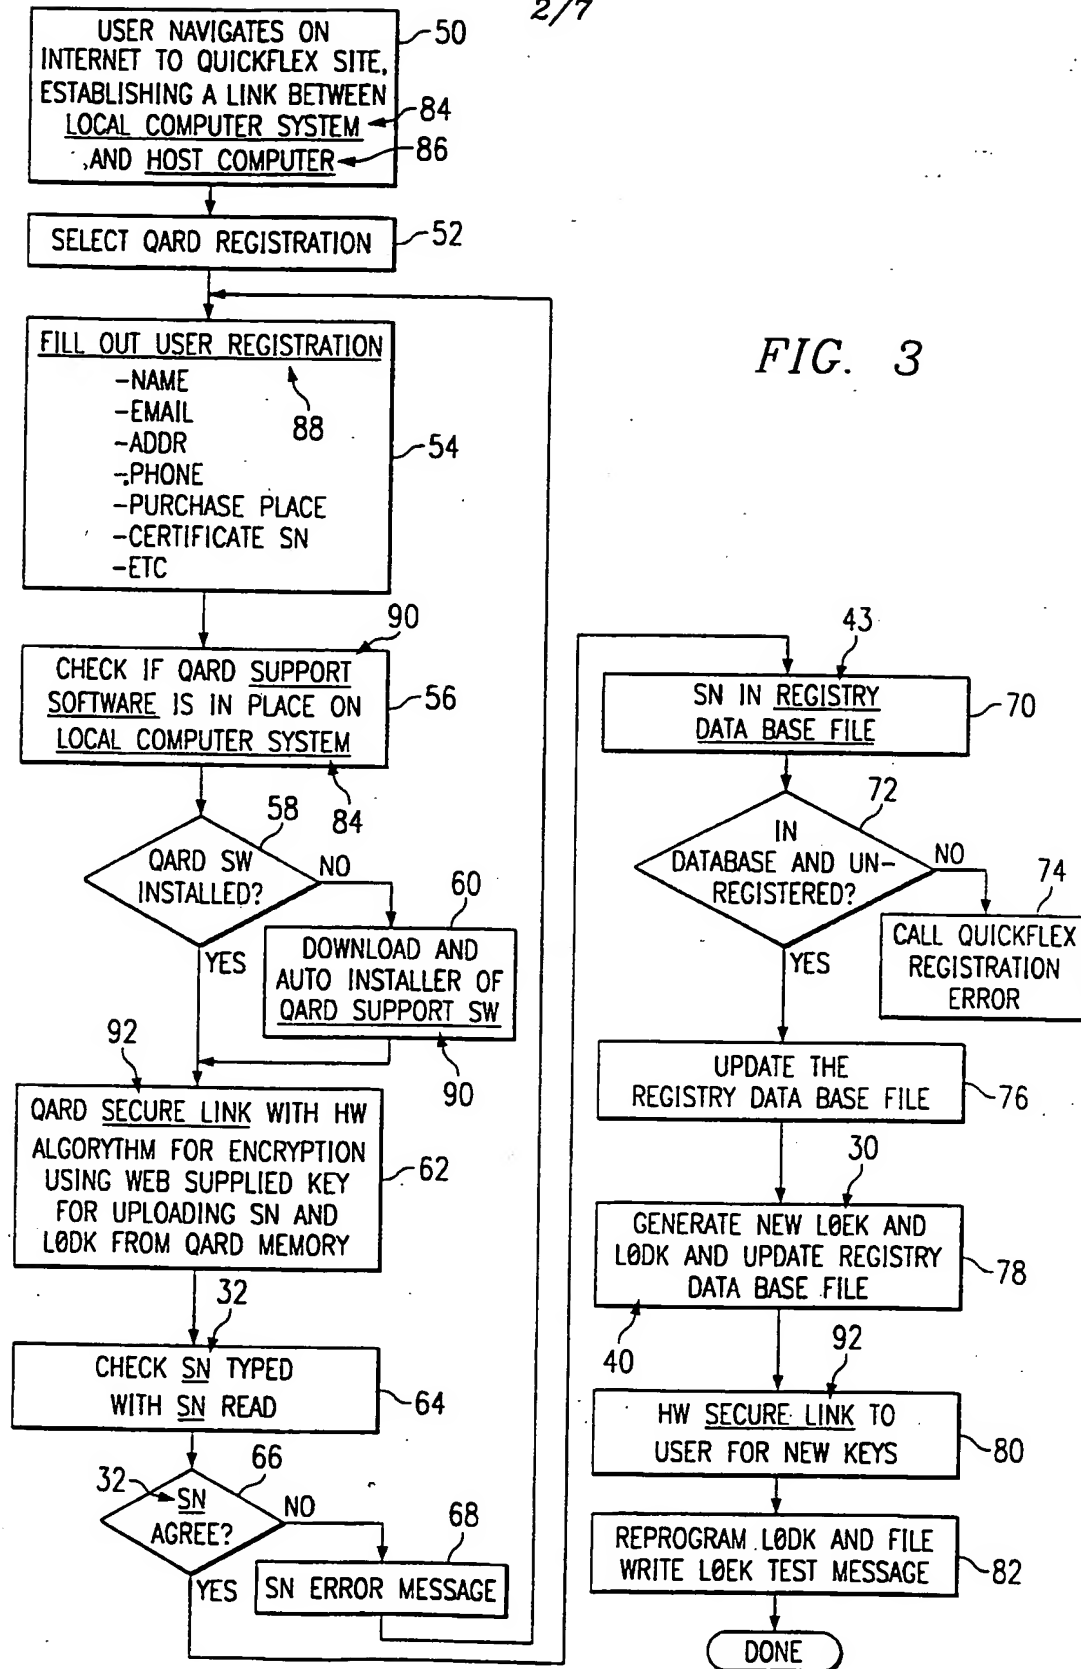 2/7
USER NAVIGATES ON
INTERNET TO QUICKFLEX SITE,
ESTABLISHING A LINK BETWEEN
LOCAL COMPUTER SYSTEM
AND HOST COMPUTER
50
84
86
SELECT QARD REGISTRATION
52
FIG. 3
FILL OUT USER REGISTRATION
-NAME
-EMAIL
-ADDR
-PHONE
-PURCHASE PLACE
-CERTIFICATE SN
-ETC
88
54
90
CHECK IF QARD SUPPORT
SOFTWARE IS IN PLACE ON
LOCAL COMPUTER SYSTEM
56
84
58
QARD SW
INSTALLED?
NO
YES
60
DOWNLOAD AND
AUTO INSTALLER OF
QARD SUPPORT SW
90
92
QARD SECURE LINK WITH HW
ALGORYTHM FOR ENCRYPTION
USING WEB SUPPLIED KEY
FOR UPLOADING SN AND
L0DK FROM QARD MEMORY
62
32
CHECK SN TYPED
WITH SN READ
64
32
66
SN
AGREE?
NO
YES
68
SN ERROR MESSAGE
43
SN IN REGISTRY
DATA BASE FILE
70
72
IN
DATABASE AND UN-
REGISTERED?
NO
YES
74
CALL QUICKFLEX
REGISTRATION
ERROR
UPDATE THE
REGISTRY DATA BASE FILE
76
30
GENERATE NEW L0EK AND
L0DK AND UPDATE REGISTRY
DATA BASE FILE
78
40
92
HW SECURE LINK TO
USER FOR NEW KEYS
80
REPROGRAM L0DK AND FILE
WRITE L0EK TEST MESSAGE
82
DONE